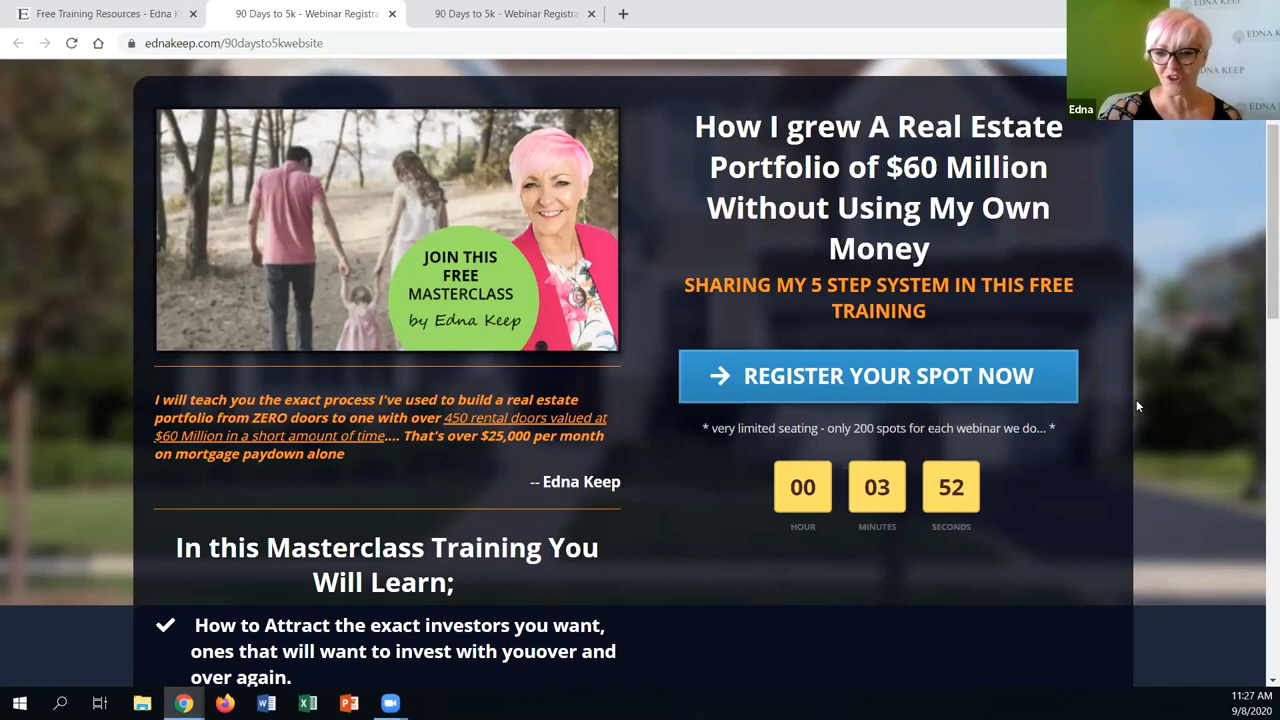 Free Training Resources - Edna K
90 Days to 5k - Webinar Registra
90 Days to 5k - Webinar Registra
ednakeep.com/90daysto5kwebsite
EDNA KEEP
EDNA KEEP
EDNA KEEP
Edna
JOIN THIS
FREE
MASTERCLASS
by Edna Keep
I will teach you the exact process I've used to build a real estate
portfolio from ZERO doors to one with over 450 rental doors valued at
$60 Million in a short amount of time.... That's over $25,000 per month
on mortgage paydown alone
-- Edna Keep
In this Masterclass Training You
Will Learn;
How to Attract the exact investors you want,
ones that will want to invest with youover and
over again.
How I grew A Real Estate
Portfolio of $60 Million
Without Using My Own
Money
SHARING MY 5 STEP SYSTEM IN THIS FREE
TRAINING
REGISTER YOUR SPOT NOW
* very limited seating - only 200 spots for each webinar we do... *
00 03 52
HOUR MINUTES SECONDS
11:27 AM
9/8/2020